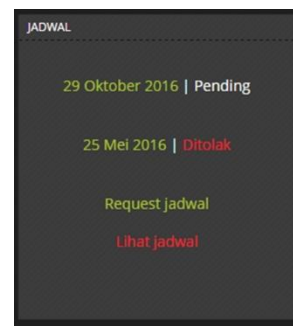 JADWAL
29 Oktober 2016 | Pending
25 Mei 2016 | Ditolak
Request jadwal
Lihat jadwal